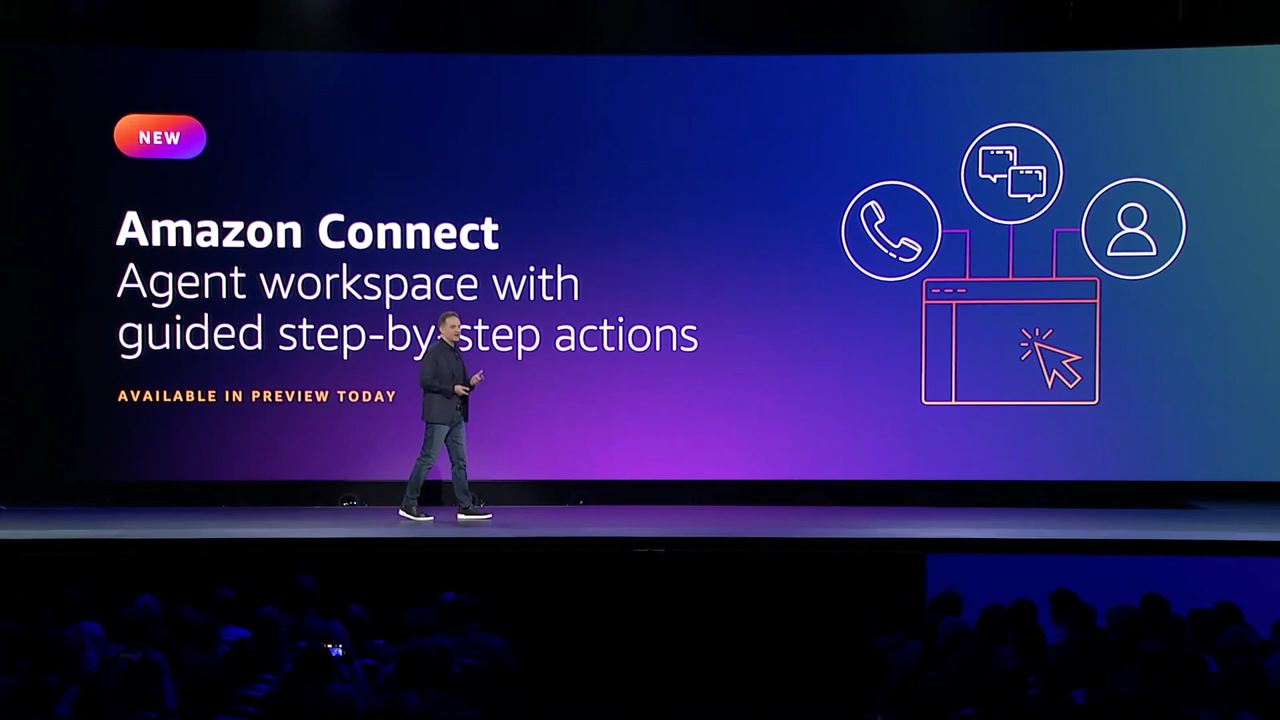 NEW
Amazon Connect
Agent workspace with
guided step-by-step actions
AVAILABLE IN PREVIEW TODAY